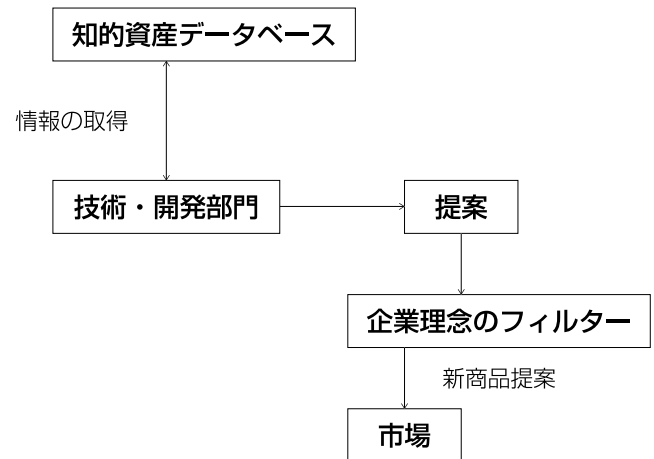 知的資産データベース
情報の取得
技術・開発部門
提案
企業理念のフィルター
新商品提案
市場